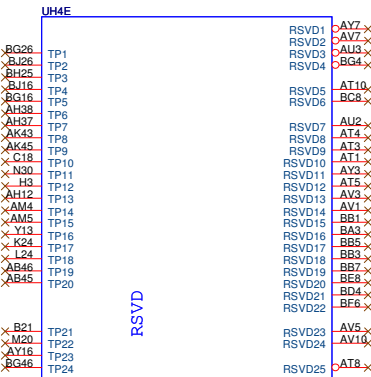 UH4E
BG26 TP1
BJ26 TP2
BH25 TP3
BJ16 TP4
BG16 TP5
AH38 TP6
AH37 TP7
AK43 TP8
AK45 TP9
C18 TP10
N30 TP11
H3 TP12
AH12 TP13
AM4 TP14
AM5 TP15
Y13 TP16
K24 TP17
L24 TP18
AB46 TP19
AB45 TP20
B21 TP21
M20 TP22
AY16 TP23
BG46 TP24
RSVD
RSVD1 AY7
RSVD2 AV7
RSVD3 AU3
RSVD4 BG4
RSVD5 AT10
RSVD6 BC8
RSVD7 AU2
RSVD8 AT4
RSVD9 AT3
RSVD10 AT1
RSVD11 AY3
RSVD12 AT5
RSVD13 AV3
RSVD14 AV1
RSVD15 BB1
RSVD16 BA3
RSVD17 BB5
RSVD18 BB3
RSVD19 BB7
RSVD20 BE8
RSVD21 BD4
RSVD22 BF6
RSVD23 AV5
RSVD24 AV10
RSVD25 AT8